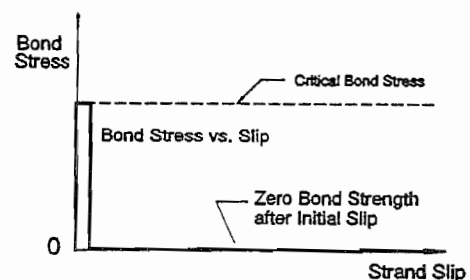 Bond
Stress
Critical Bond Stress
Bond Stress vs. Slip
Zero Bond Strength
after Initial Slip
0
Strand Slip